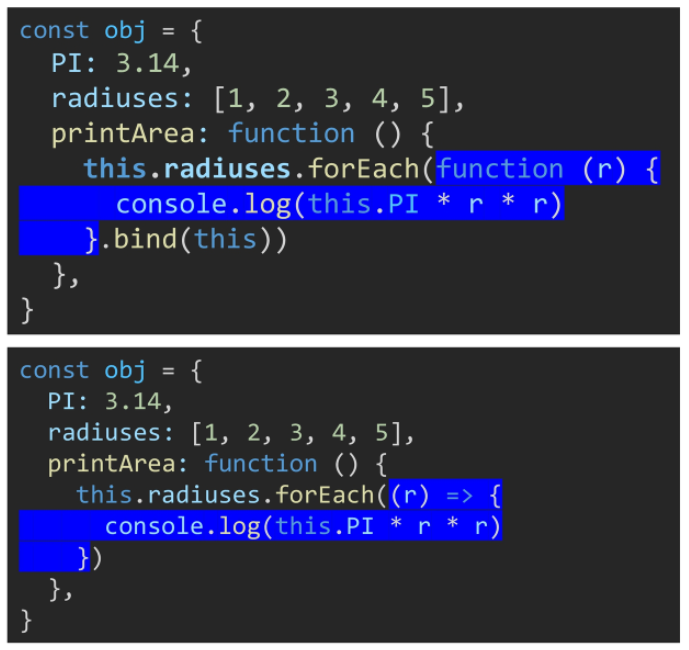 const obj = {
  PI: 3.14,
  radiuses: [1, 2, 3, 4, 5],
  printArea: function () {
    this.radiuses.forEach(function (r) {
      console.log(this.PI * r * r)
    }.bind(this))
  },
}
const obj = {
  PI: 3.14,
  radiuses: [1, 2, 3, 4, 5],
  printArea: function () {
    this.radiuses.forEach((r) => {
      console.log(this.PI * r * r)
    })
  },
}